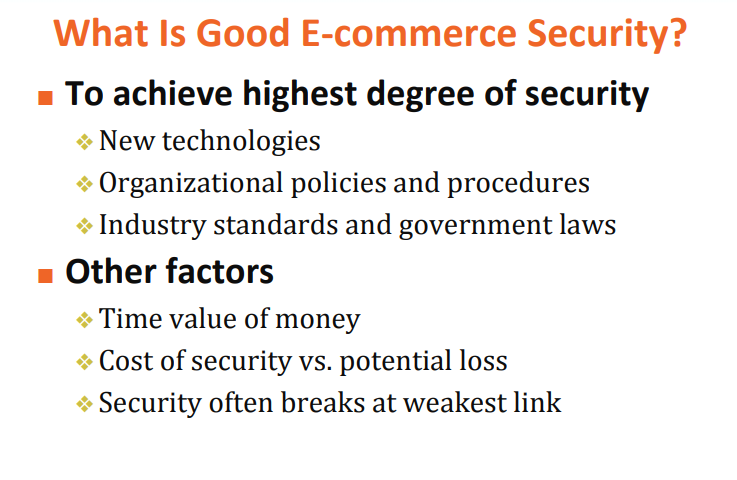 What Is Good E-commerce Security?
To achieve highest degree of security
New technologies
Organizational policies and procedures
Industry standards and government laws
Other factors
Time value of money
Cost of security vs. potential loss
Security often breaks at weakest link